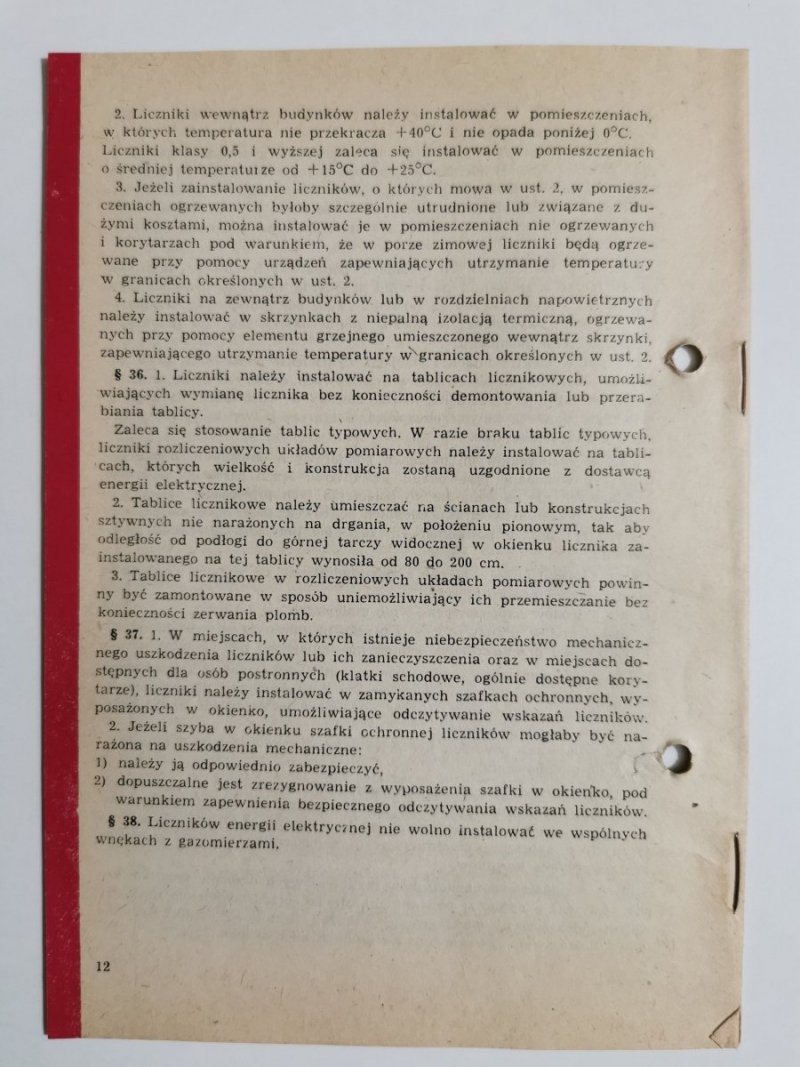 2. Liczniki wewnątrz budynków należy instalować w pomieszczeniach,
w których temperatura nie przekracza +40°C i nie opada poniżej 0°C.
Liczniki klasy 0,5 i wyższej zaleca się instalować w pomieszczeniach
o średniej temperaturze od +15°C do +25°C.
3. Jeżeli zainstalowanie liczników, o których mowa w ust. 2, w pomiesz-
czeniach ogrzewanych byłoby szczególnie utrudnione lub związane z du-
żymi kosztami, można instalować je w pomieszczeniach nie ogrzewanych
i korytarzach pod warunkiem, że w porze zimowej liczniki będą ogrze-
wane przy pomocy urządzeń zapewniających utrzymanie temperatury
w granicach określonych w ust. 2.
4. Liczniki na zewnątrz budynków lub w rozdzielniach napowietrznych
należy instalować w skrzynkach z niepalną izolacją termiczną, ogrzewa-
nych przy pomocy elementu grzejnego umieszczonego wewnątrz skrzynki,
zapewniającego utrzymanie temperatury w granicach określonych w ust. 2.
§ 36. 1. Liczniki należy instalować na tablicach licznikowych, umożli-
wiających wymianę licznika bez konieczności demontowania lub przera-
biania tablicy.
Zaleca się stosowanie tablic typowych. W razie braku tablic typowych,
liczniki rozliczeniowych układów pomiarowych należy instalować na tabli-
cach, których wielkość i konstrukcja zostaną uzgodnione z dostawcą
energii elektrycznej.
2. Tablice licznikowe należy umieszczać na ścianach lub konstrukcjach
sztywnych nie narażonych na drgania, w położeniu pionowym, tak aby
odległość od podłogi do górnej tarczy widocznej w okienku licznika za-
instalowanego na tej tablicy wynosiła od 80 do 200 cm.
3. Tablice licznikowe w rozliczeniowych układach pomiarowych powin-
ny być zamontowane w sposób uniemożliwiający ich przemieszczanie bez
konieczności zerwania plomb.
§ 37. 1. W miejscach, w których istnieje niebezpieczeństwo mechanicz-
nego uszkodzenia liczników lub ich zanieczyszczenia oraz w miejscach do-
stępnych dla osób postronnych (klatki schodowe, ogólnie dostępne kory-
tarze), liczniki należy instalować w zamykanych szafkach ochronnych, wy-
posażonych w okienko, umożliwiające odczytywanie wskazań liczników.
2. Jeżeli szyba w okienku szafki ochronnej liczników mogłaby być na-
rażona na uszkodzenia mechaniczne:
1) należy ją odpowiednio zabezpieczyć,
2) dopuszczalne jest zrezygnowanie z wyposażenia szafki w okienko, pod
warunkiem zapewnienia bezpiecznego odczytywania wskazań liczników.
§ 38. Liczników energii elektrycznej nie wolno instalować we wspólnych
wnękach z gazomierzami.
12